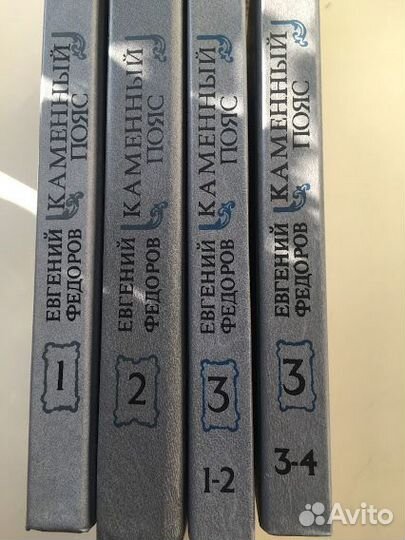 ЕВГЕНИЙ
ФЕДОРОВ
КАМЕННЫЙ
ПОЯС
1
ЕВГЕНИЙ
ФЕДОРОВ
КАМЕННЫЙ
ПОЯС
2
ЕВГЕНИЙ
ФЕДОРОВ
КАМЕННЫЙ
ПОЯС
3
1-2
ЕВГЕНИЙ
ФЕДОРОВ
КАМЕННЫЙ
ПОЯС
3
3-4
Avito